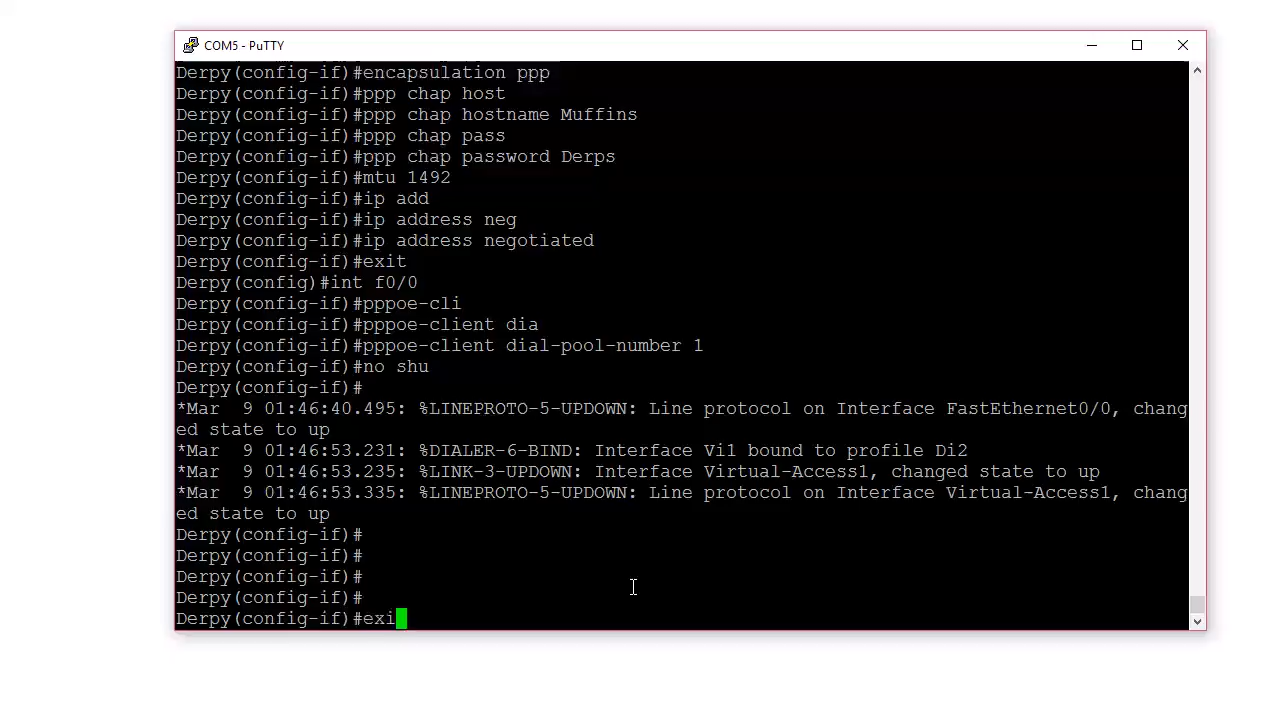 COM5 - PuTTY
Derpy(config-if)#encapsulation ppp
Derpy(config-if)#ppp chap host
Derpy(config-if)#ppp chap hostname Muffins
Derpy(config-if)#ppp chap pass
Derpy(config-if)#ppp chap password Derps
Derpy(config-if)#mtu 1492
Derpy(config-if)#ip add
Derpy(config-if)#ip address neg
Derpy(config-if)#ip address negotiated
Derpy(config-if)#exit
Derpy(config)#int f0/0
Derpy(config-if)#pppoe-cli
Derpy(config-if)#pppoe-client dia
Derpy(config-if)#pppoe-client dial-pool-number 1
Derpy(config-if)#no shu
Derpy(config-if)#
*Mar  9 01:46:40.495: %LINEPROTO-5-UPDOWN: Line protocol on Interface FastEthernet0/0, chang
ed state to up
*Mar  9 01:46:53.231: %DIALER-6-BIND: Interface Vi1 bound to profile Di2
*Mar  9 01:46:53.235: %LINK-3-UPDOWN: Interface Virtual-Access1, changed state to up
*Mar  9 01:46:53.335: %LINEPROTO-5-UPDOWN: Line protocol on Interface Virtual-Access1, chang
ed state to up
Derpy(config-if)#
Derpy(config-if)#
Derpy(config-if)#
Derpy(config-if)#
Derpy(config-if)#exi